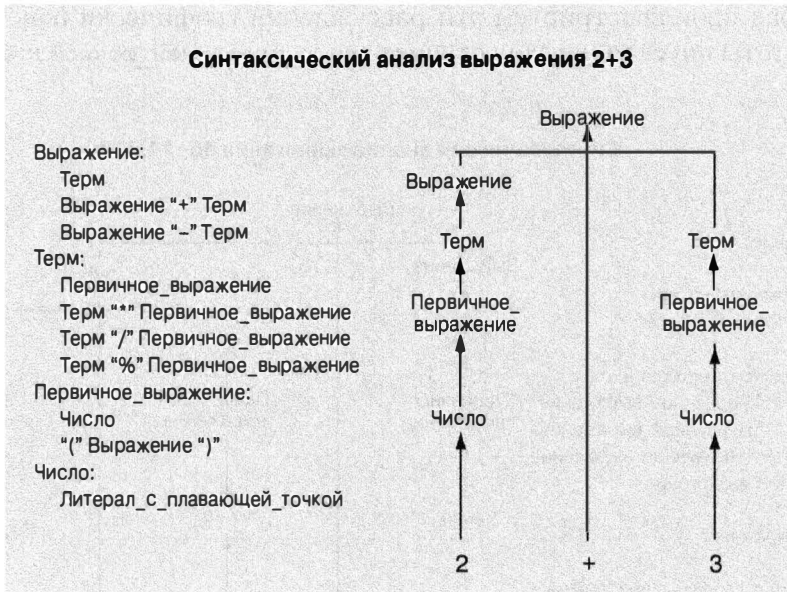 Синтаксический анализ выражения 2+3
Выражение:
Терм
Выражение “+” Терм
Выражение “–” Терм
Терм:
Первичное_выражение
Терм “*” Первичное_выражение
Терм “/” Первичное_выражение
Терм “%” Первичное_выражение
Первичное_выражение:
Число
“(” Выражение “)”
Число:
Литерал_с_плавающей_точкой
Выражение
Выражение
Терм
Первичное_
выражение
Число
2
+
Терм
Первичное_
выражение
Число
3